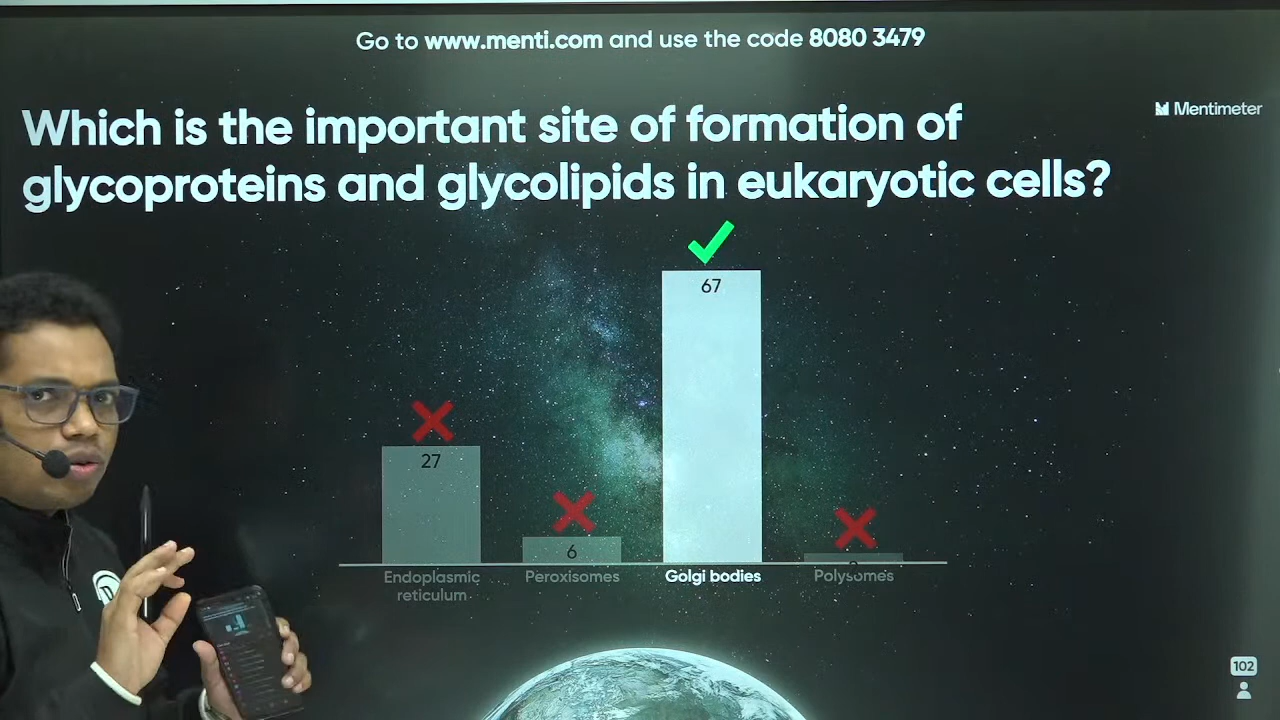 Go to www.menti.com and use the code 8080 3479
Mentimeter
Which is the important site of formation of
glycoproteins and glycolipids in eukaryotic cells?
67
27
6
Endoplasmic
reticulum
Peroxisomes
Golgi bodies
Polysomes
102